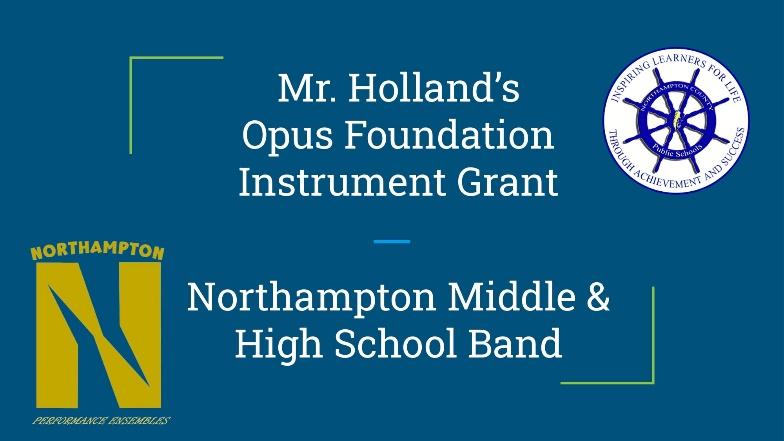 Mr. Holland’s
Opus Foundation
Instrument Grant
INSPIRING LEARNERS FOR LIFE
NORTHAMPTON COUNTY
Public Schools
THROUGH ACHIEVEMENT AND SUCCESS
NORTHAMPTON
N
PERFORMANCE ENSEMBLES
Northampton Middle &
High School Band